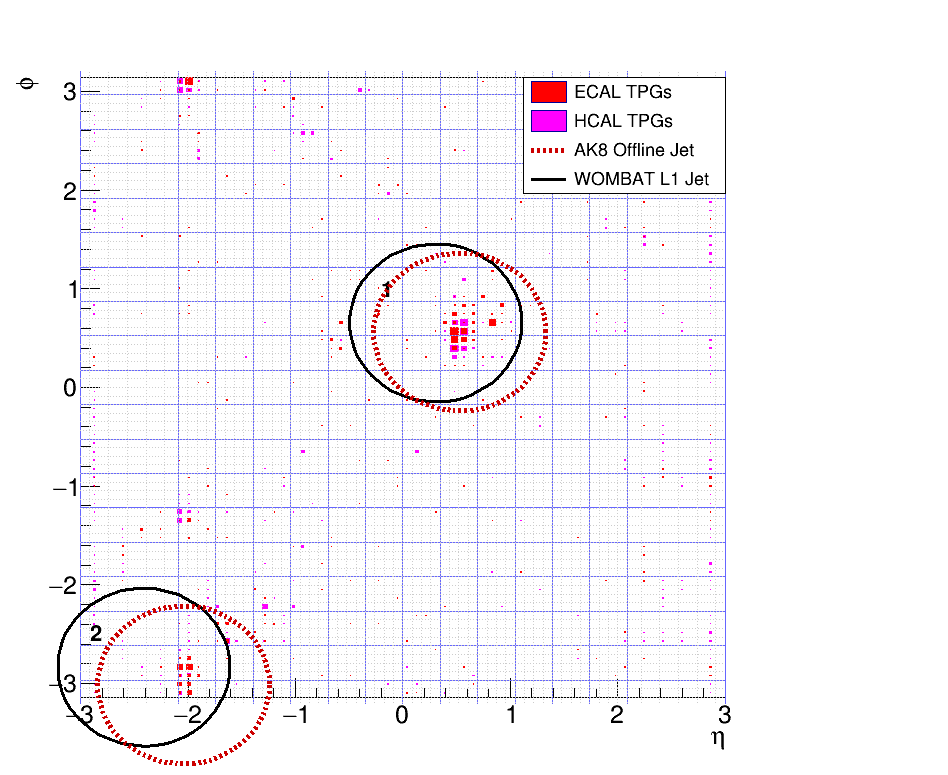 ϕ
3
2
1
0
−1
−2
−3
ECAL TPGs
HCAL TPGs
AK8 Offline Jet
WOMBAT L1 Jet
1
2
−3 −2 −1 0 1 2 3
η